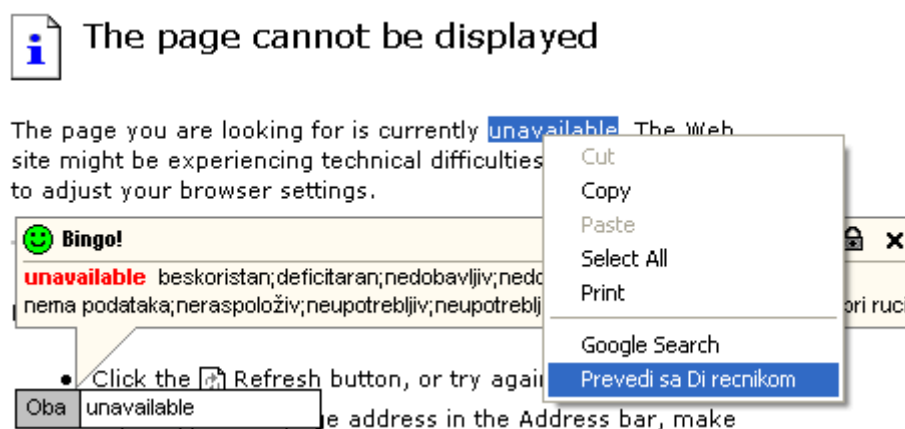 The page cannot be displayed
The page you are looking for is currently unavailable. The Web
site might be experiencing technical difficulties
to adjust your browser settings.
Cut
Copy
Paste
Select All
Print
Google Search
Prevedi sa Di recnikom
Bingo!
unavailable beskoristan;deficitaran;nedobavljiv;
nema podataka;neraspoloživ;neupotrebljiv; pri ruci
Click the Refresh button, or try
Oba unavailable
address in the Address bar, make